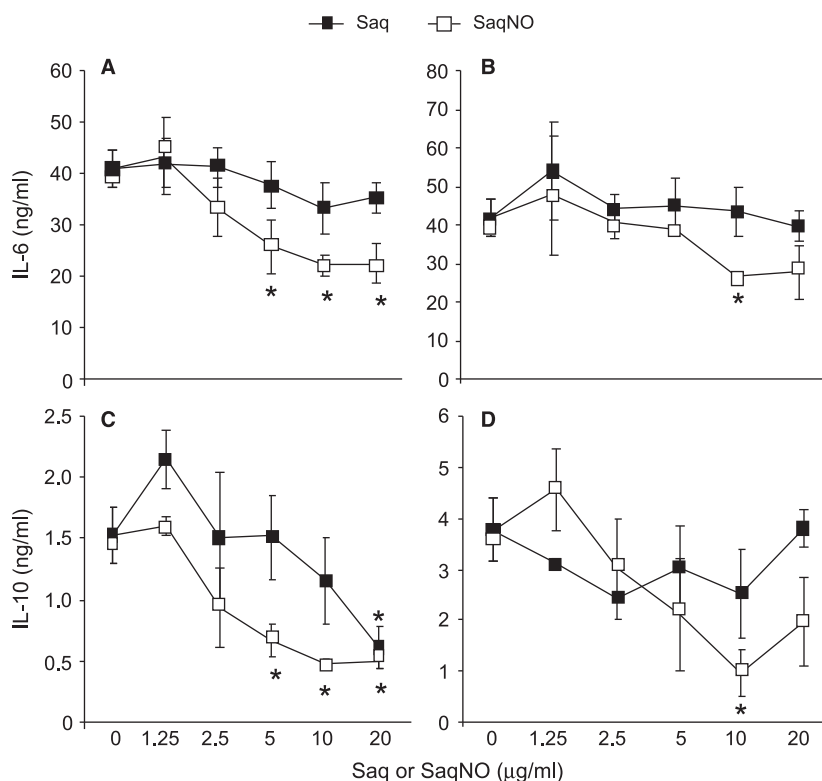 Saq SaqNO
A B
60 80
50 70
40 60
30 50
20 40
10 30
0 20
10
0
IL-6 (ng/ml)
* * * *
C D
2.5 6
2.0 5
1.5 4
1.0 3
0.5 2
0 1
0
IL-10 (ng/ml)
* * * * *
0 1.25 2.5 5 10 20 0 1.25 2.5 5 10 20
Saq or SaqNO (μg/ml)